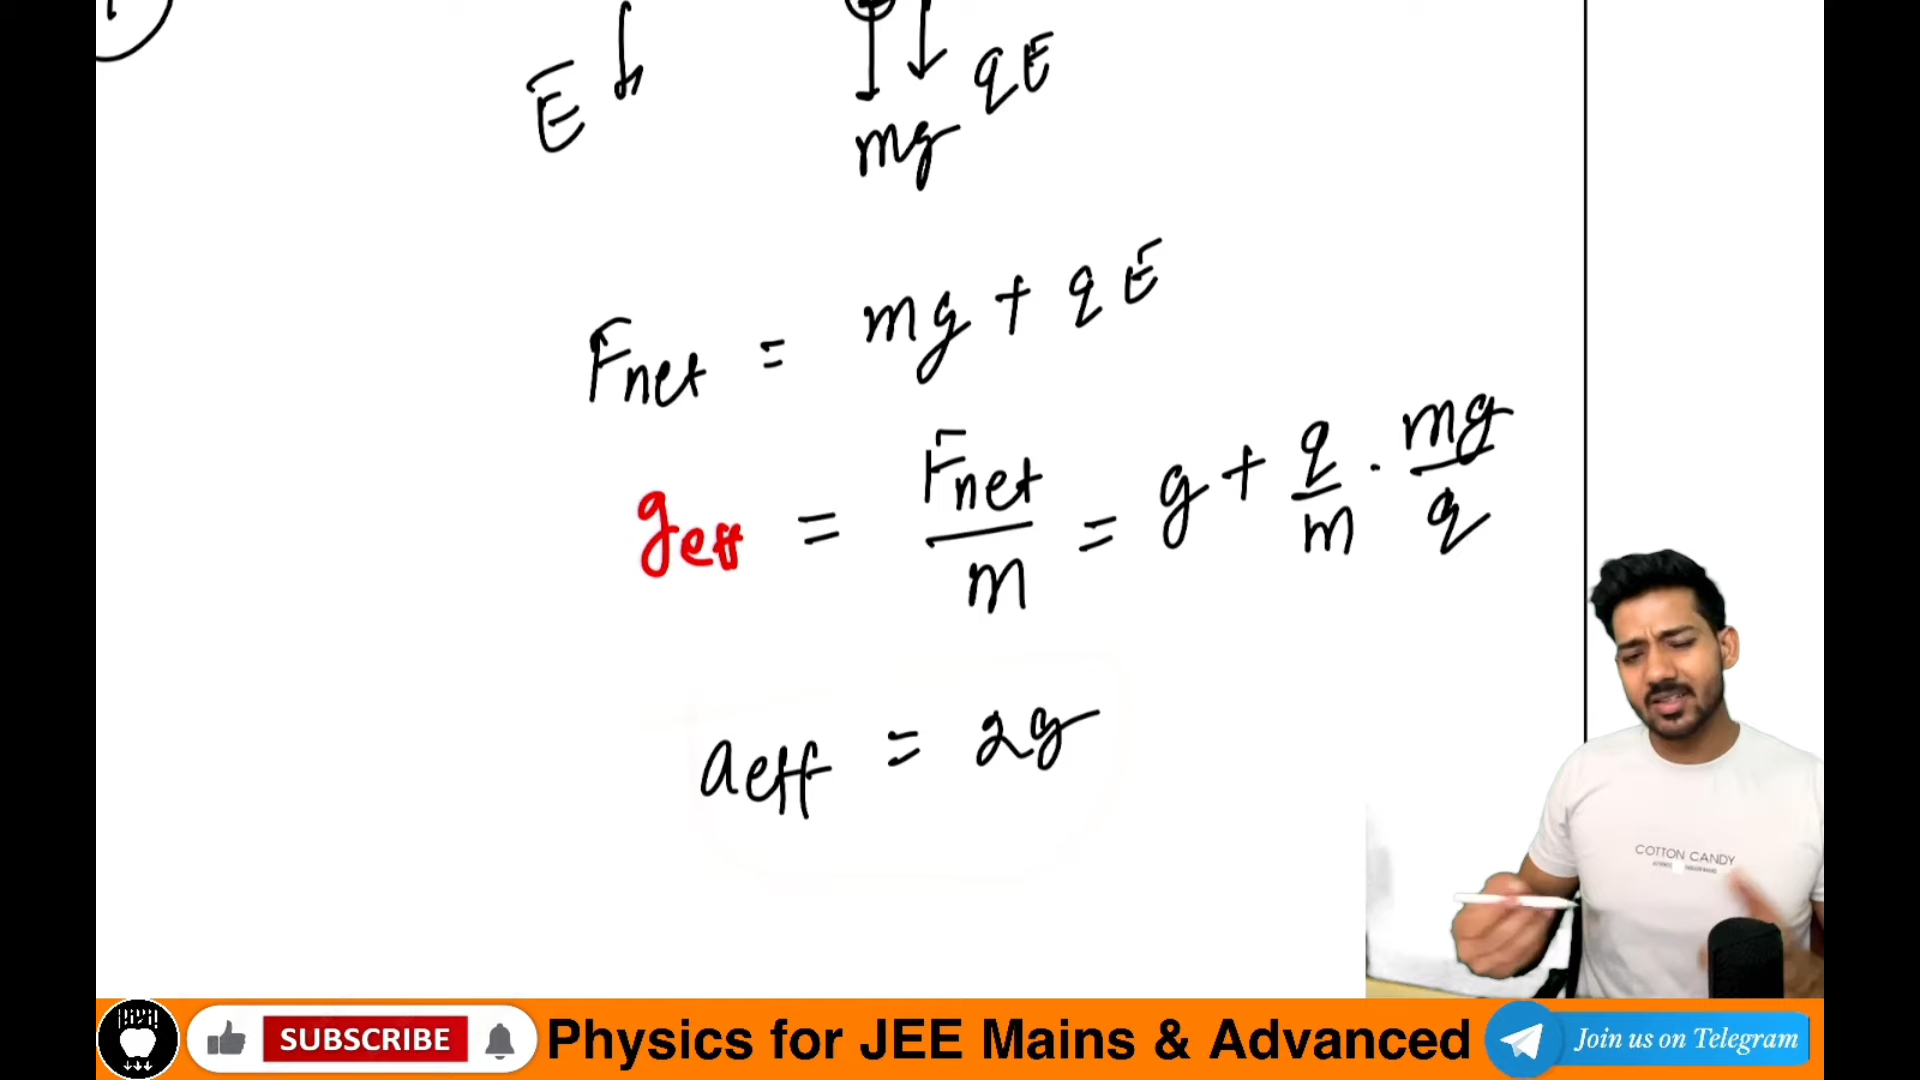 E
qE
mg
Fnet = mg + qE
geff = Fnet/m = g + q/m · mg/q
aeff = 2g
COTTON CANDY
SUBSCRIBE
Physics for JEE Mains & Advanced
Join us on Telegram